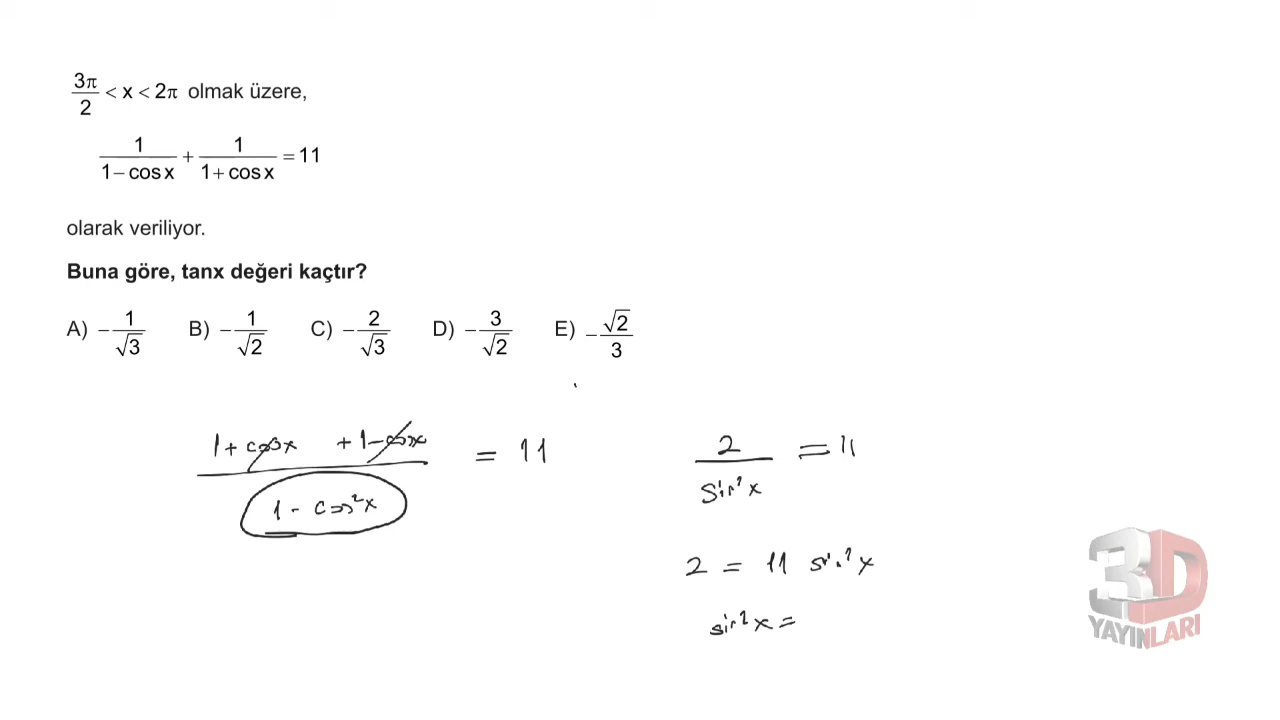 3π/2 < x < 2π olmak üzere,
1/(1 − cosx) + 1/(1 + cosx) = 11
olarak veriliyor.
Buna göre, tanx değeri kaçtır?
A) −1/√3 B) −1/√2 C) −2/√3 D) −3/√2 E) −√2/3
(1 + cosx + 1 − cosx)/(1 − cos²x) = 11
2/sin²x = 11
2 = 11 sin²x
sin²x =
3D
YAYINLARI